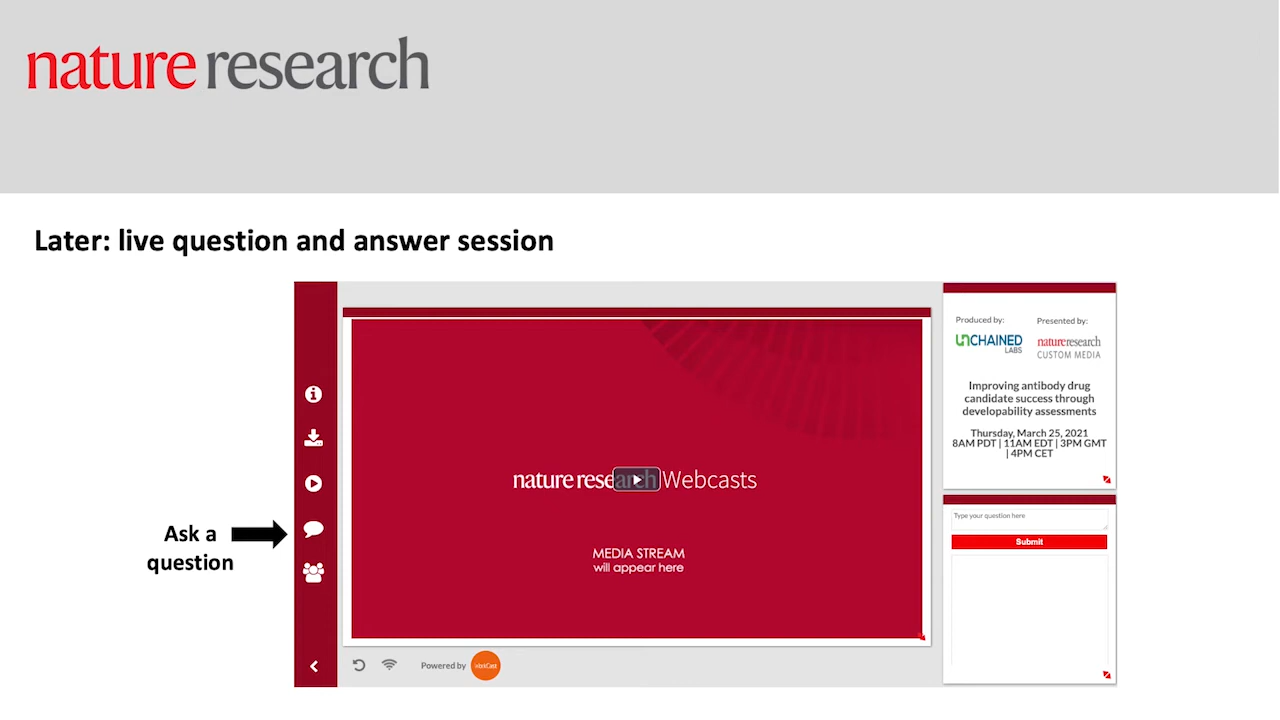 nature research
Later: live question and answer session
Ask a
question
nature research Webcasts
MEDIA STREAM
will appear here
Powered by
WorkCast
Produced by:
Presented by:
UNCHAINED
LABS
natureresearch
CUSTOM MEDIA
Improving antibody drug
candidate success through
developability assessments
Thursday, March 25, 2021
8AM PDT | 11AM EDT | 3PM GMT
| 4PM CET
Type your question here
Submit